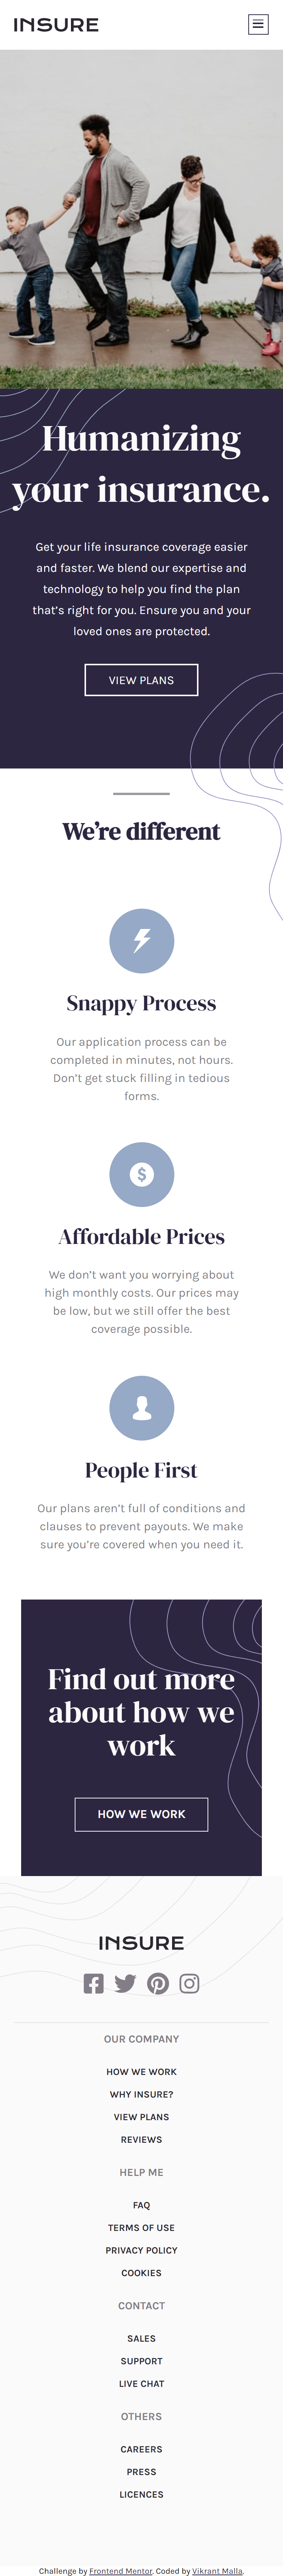 INSURE
Humanizing
your insurance.
Get your life insurance coverage easier
and faster. We blend our expertise and
technology to help you find the plan
that’s right for you. Ensure you and your
loved ones are protected.
VIEW PLANS
We’re different
Snappy Process
Our application process can be
completed in minutes, not hours.
Don’t get stuck filling in tedious
forms.
$
Affordable Prices
We don’t want you worrying about
high monthly costs. Our prices may
be low, but we still offer the best
coverage possible.
People First
Our plans aren’t full of conditions and
clauses to prevent payouts. We make
sure you’re covered when you need it.
Find out more
about how we
work
HOW WE WORK
INSURE
OUR COMPANY
HOW WE WORK
WHY INSURE?
VIEW PLANS
REVIEWS
HELP ME
FAQ
TERMS OF USE
PRIVACY POLICY
COOKIES
CONTACT
SALES
SUPPORT
LIVE CHAT
OTHERS
CAREERS
PRESS
LICENCES
Challenge by Frontend Mentor. Coded by Vikrant Malla.